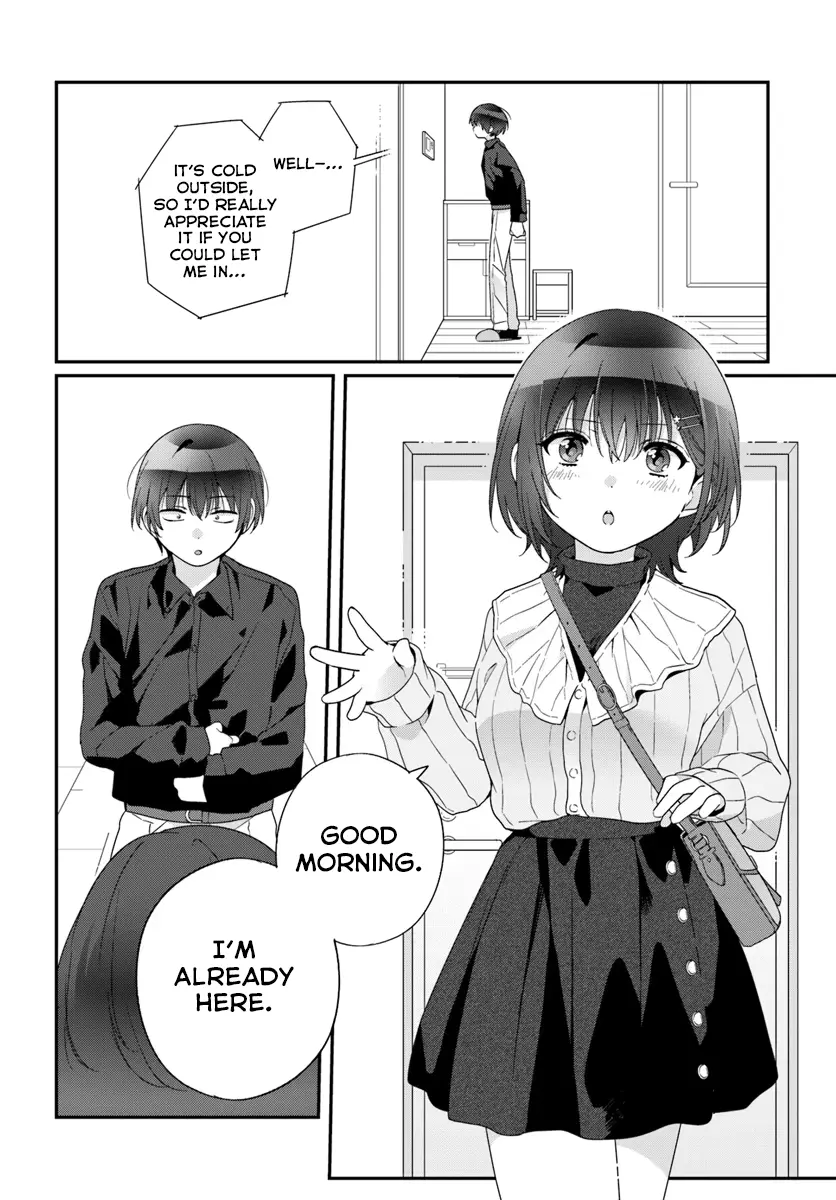 WELL–...
IT'S COLD
OUTSIDE,
SO I'D REALLY
APPRECIATE
IT IF YOU
COULD LET
ME IN...
GOOD
MORNING.
I'M
ALREADY
HERE.